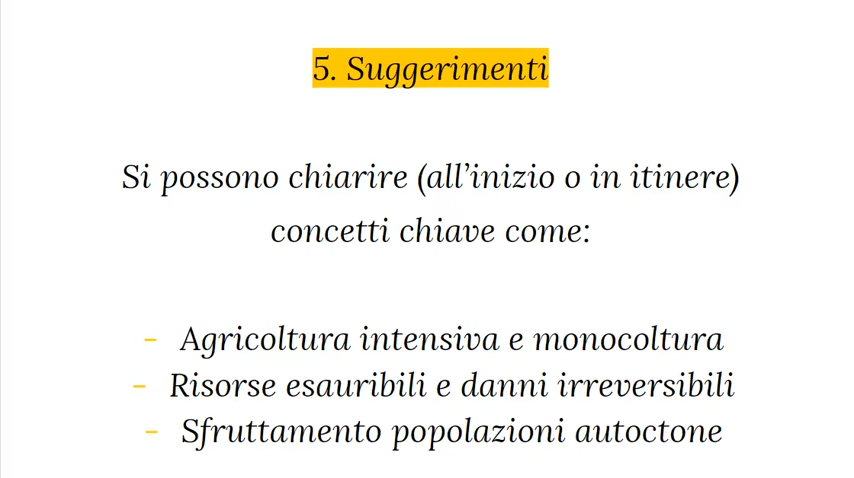 5. Suggerimenti
Si possono chiarire (all’inizio o in itinere)
concetti chiave come:
- Agricoltura intensiva e monocoltura
- Risorse esauribili e danni irreversibili
- Sfruttamento popolazioni autoctone